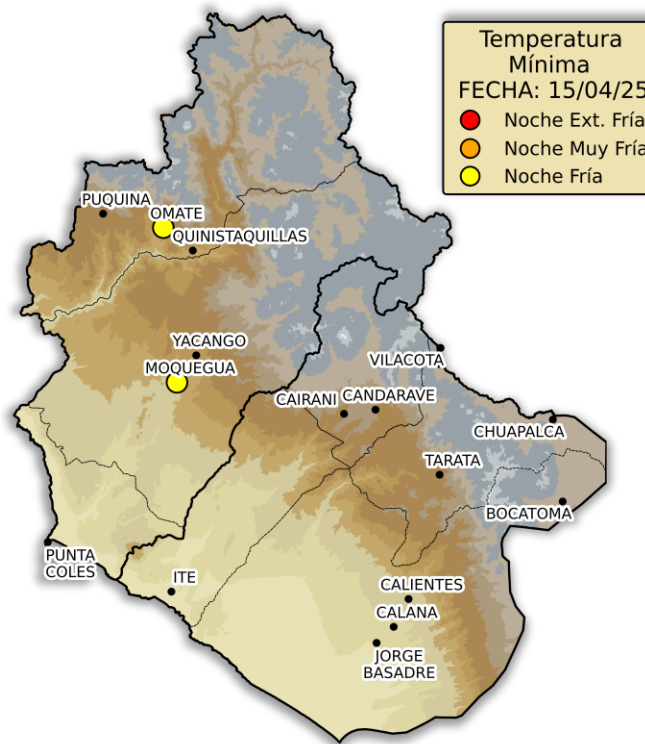 Temperatura
Mínima
FECHA: 15/04/25
Noche Ext. Fría
Noche Muy Fría
Noche Fría
PUQUINA
OMATE
QUINISTAQUILLAS
YACANGO
MOQUEGUA
VILACOTA
CAIRANI
CANDARAVE
CHUAPALCA
TARATA
BOCATOMA
PUNTA
COLES
ITE
CALIENTES
CALANA
JORGE
BASADRE